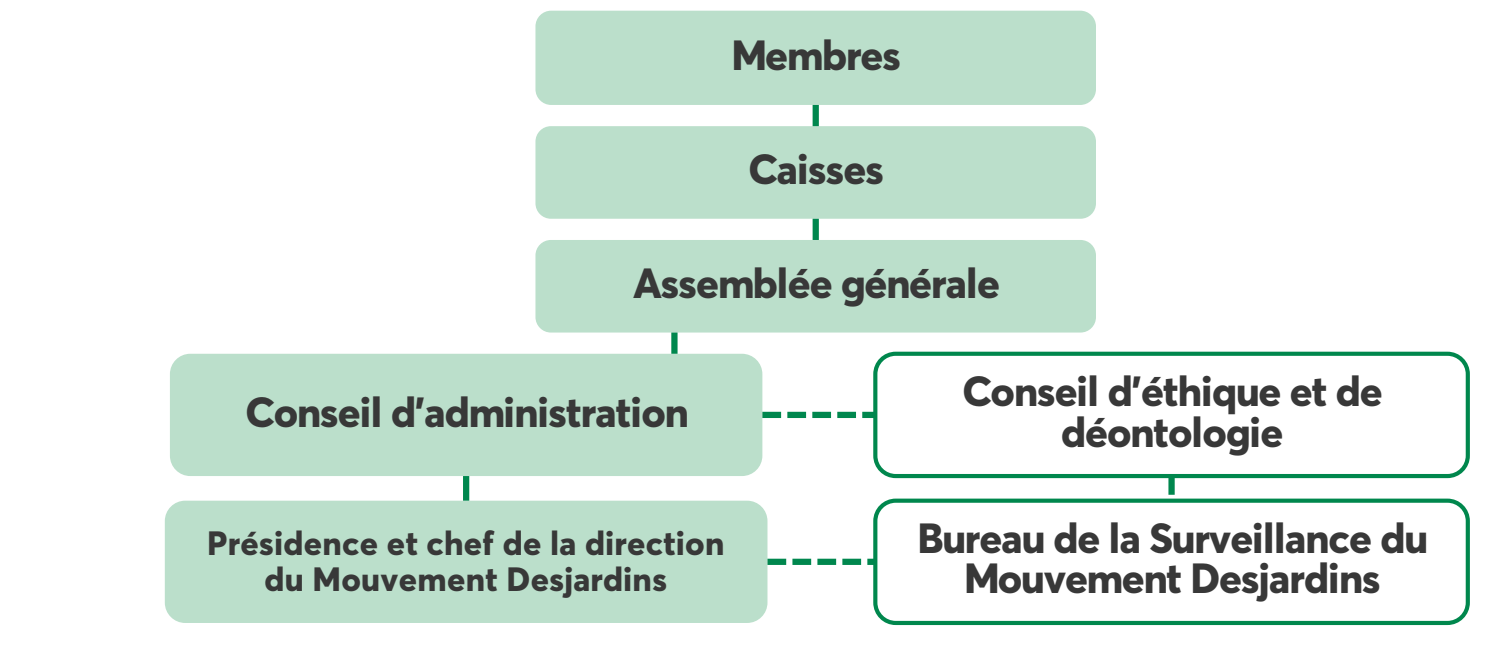 Membres
Caisses
Assemblée générale
Conseil d'administration
Conseil d'éthique et de
déontologie
Présidence et chef de la direction
du Mouvement Desjardins
Bureau de la Surveillance du
Mouvement Desjardins